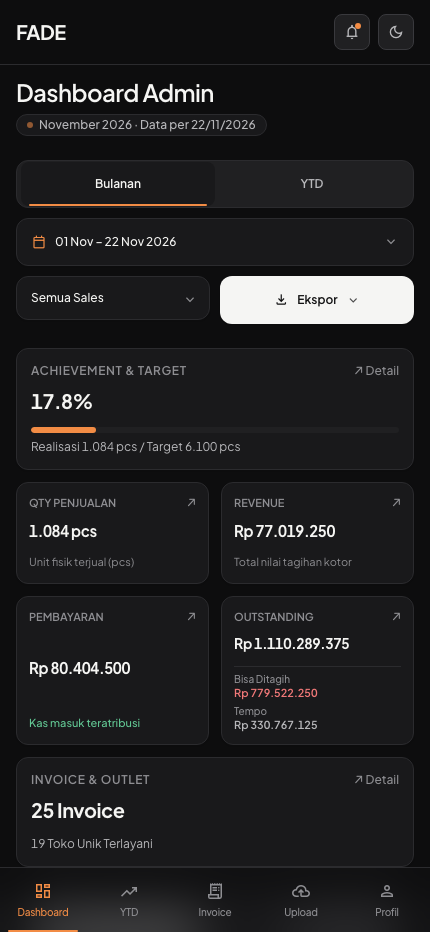 FADE
Dashboard Admin
November 2026 · Data per 22/11/2026
Bulanan
YTD
01 Nov – 22 Nov 2026
Semua Sales
Ekspor
ACHIEVEMENT & TARGET
Detail
17.8%
Realisasi 1.084 pcs / Target 6.100 pcs
QTY PENJUALAN
1.084 pcs
Unit fisik terjual (pcs)
REVENUE
Rp 77.019.250
Total nilai tagihan kotor
PEMBAYARAN
Rp 80.404.500
Kas masuk teratribusi
OUTSTANDING
Rp 1.110.289.375
Bisa Ditagih
Rp 779.522.250
Tempo
Rp 330.767.125
INVOICE & OUTLET
Detail
25 Invoice
19 Toko Unik Terlayani
Dashboard
YTD
Invoice
Upload
Profil